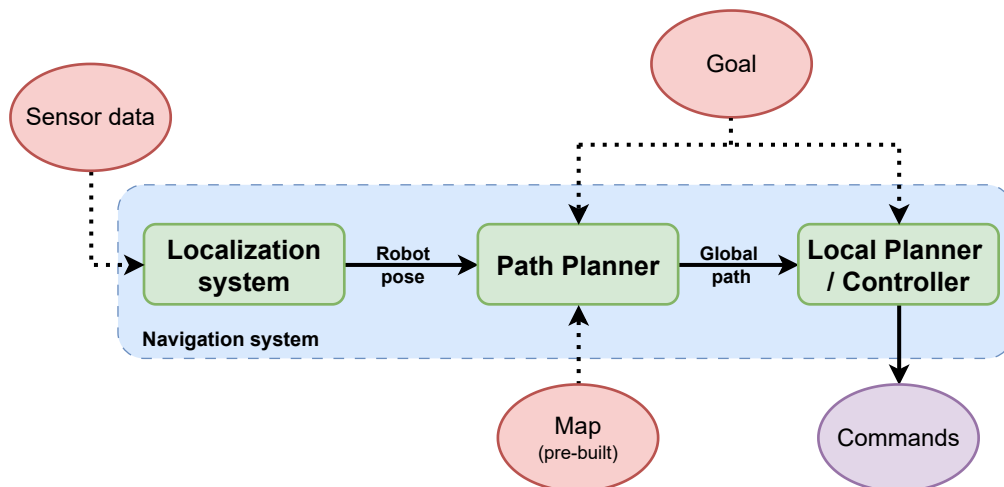 Goal
Sensor data
Localization
system
Robot
pose
Path Planner
Global
path
Local Planner
/ Controller
Navigation system
Map
(pre-built)
Commands